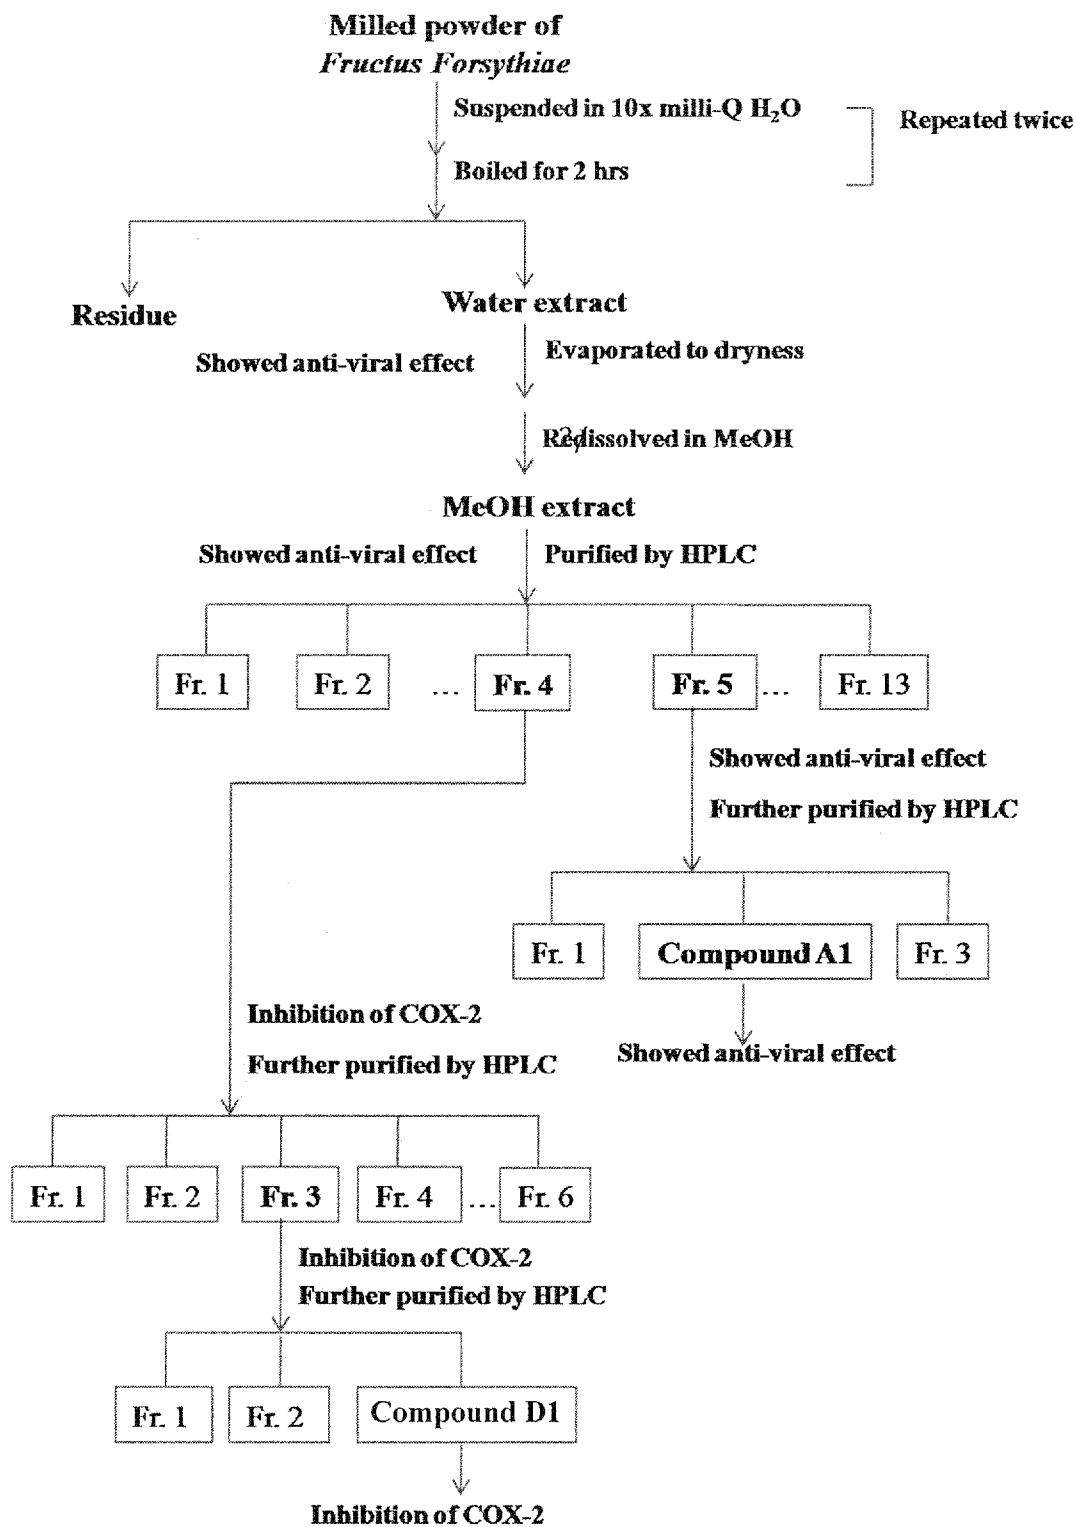 Milled powder of
Fructus Forsythiae
Suspended in 10x milli-Q H₂O
Repeated twice
Boiled for 2 hrs
Residue
Water extract
Showed anti-viral effect
Evaporated to dryness
Redissolved in MeOH
MeOH extract
Showed anti-viral effect
Purified by HPLC
Fr. 1
Fr. 2
...
Fr. 4
Fr. 5
...
Fr. 13
Showed anti-viral effect
Further purified by HPLC
Fr. 1
Compound A1
Fr. 3
Showed anti-viral effect
Inhibition of COX-2
Further purified by HPLC
Fr. 1
Fr. 2
Fr. 3
Fr. 4
...
Fr. 6
Inhibition of COX-2
Further purified by HPLC
Fr. 1
Fr. 2
Compound D1
Inhibition of COX-2